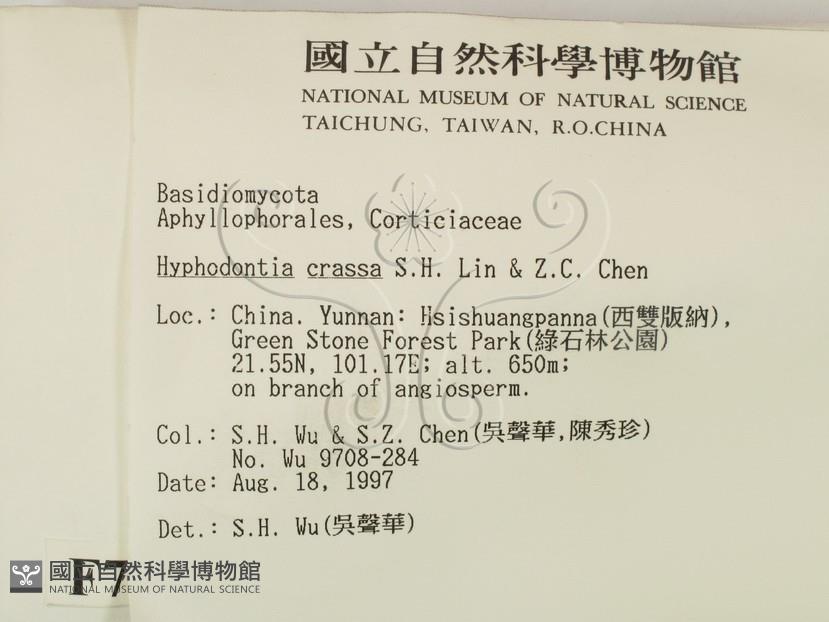 國立自然科學博物館
NATIONAL MUSEUM OF NATURAL SCIENCE
TAICHUNG, TAIWAN, R.O.CHINA
Basidiomycota
Aphyllophorales, Corticiaceae
Hyphodontia crassa S.H. Lin & Z.C. Chen
Loc.: China. Yunnan: Hsishuangpanna(西雙版納),
Green Stone Forest Park(綠石林公園)
21.55N, 101.17E; alt. 650m;
on branch of angiosperm.
Col.: S.H. Wu & S.Z. Chen(吳聲華,陳秀珍)
No. Wu 9708-284
Date: Aug. 18, 1997
Det.: S.H. Wu(吳聲華)
F7
國立自然科學博物館
NATIONAL MUSEUM OF NATURAL SCIENCE